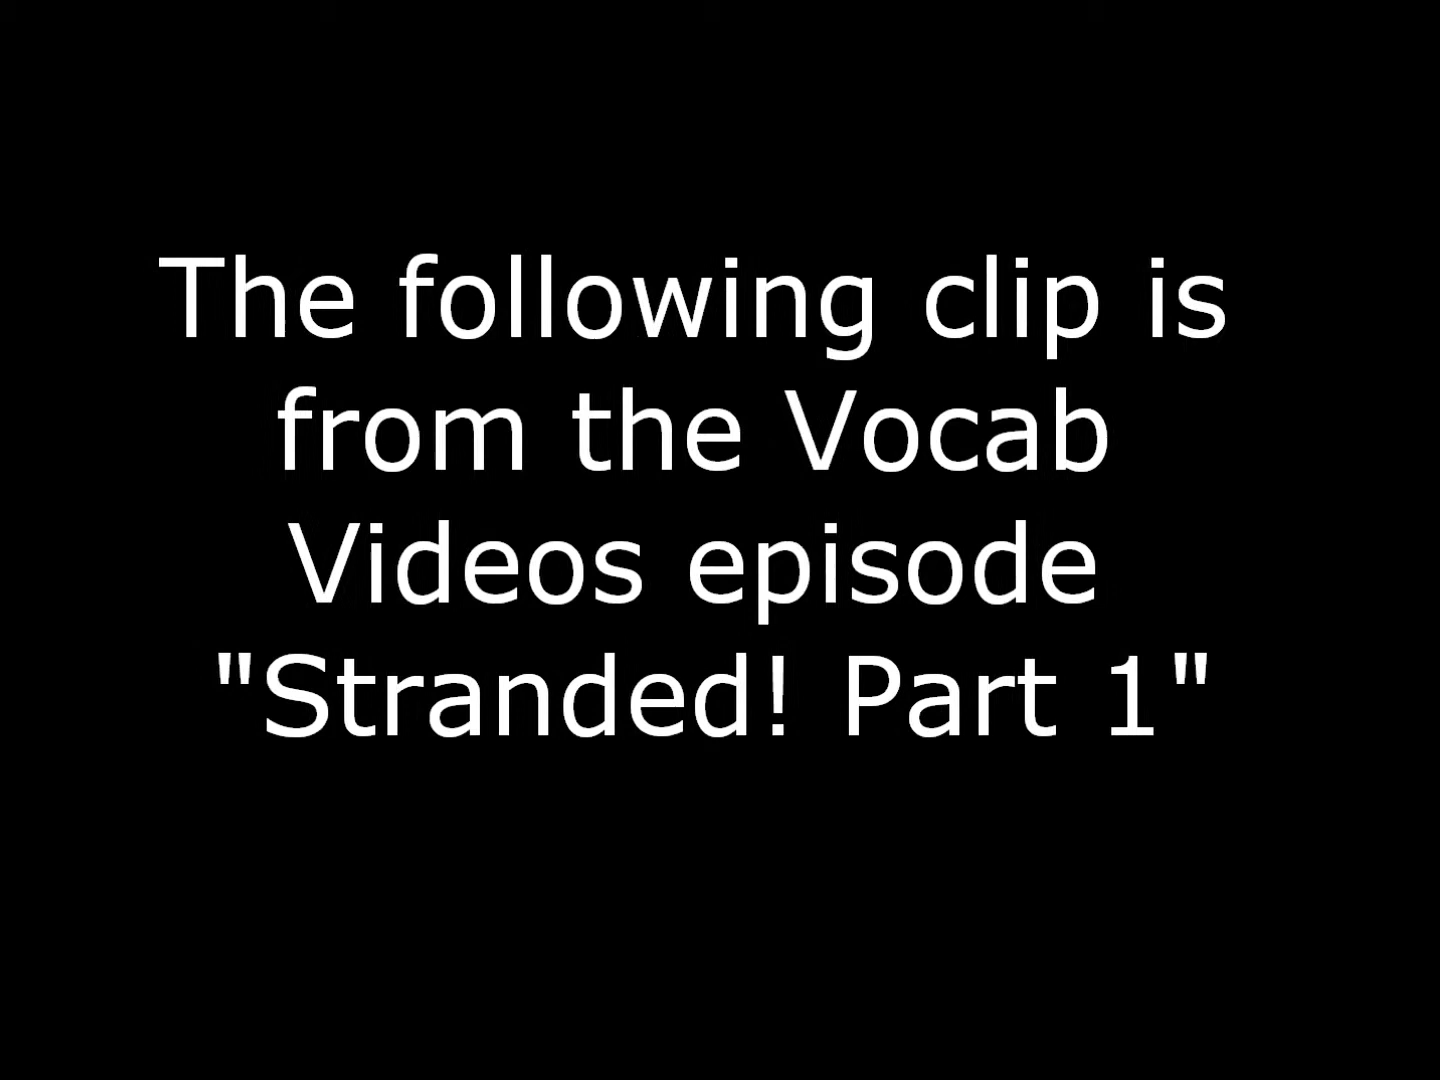 The following clip is
from the Vocab
Videos episode
"Stranded! Part 1"